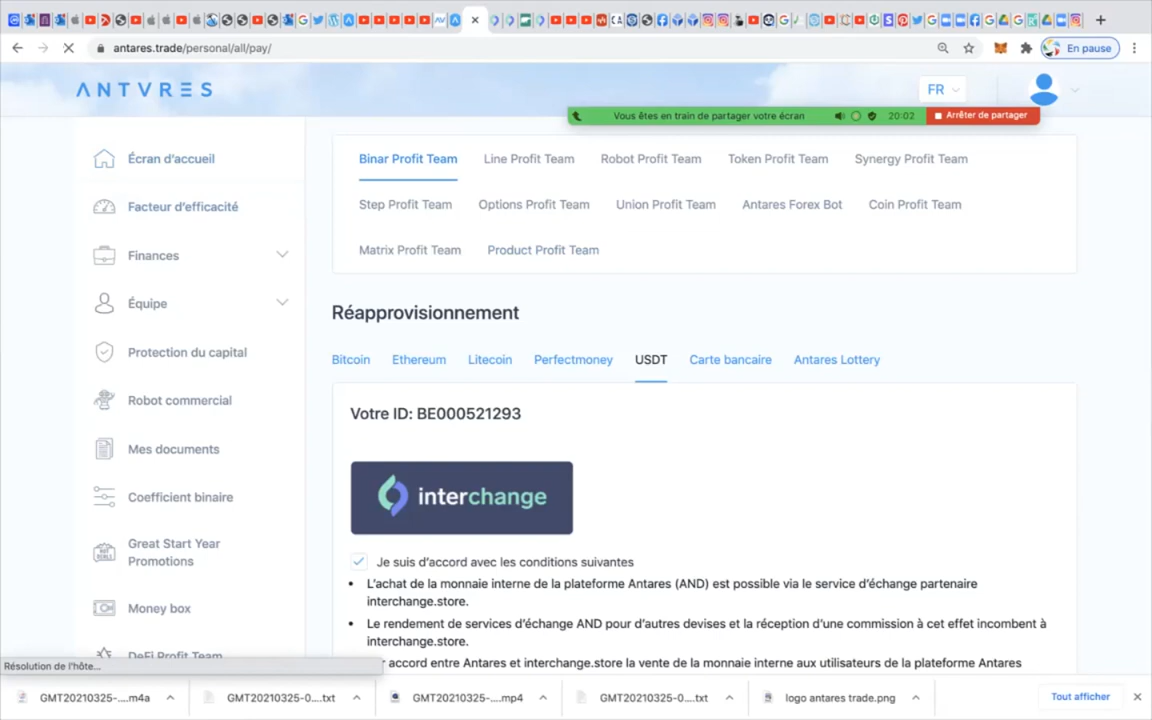 antares.trade/personal/all/pay/
En pause
ANTVRES
FR
Vous êtes en train de partager votre écran
20:02
Arrêter de partager
Écran d'accueil
Facteur d'efficacité
Finances
Équipe
Protection du capital
Robot commercial
Mes documents
Coefficient binaire
Great Start Year
Promotions
Money box
DeFi Profit Team
Binar Profit Team
Line Profit Team
Robot Profit Team
Token Profit Team
Synergy Profit Team
Step Profit Team
Options Profit Team
Union Profit Team
Antares Forex Bot
Coin Profit Team
Matrix Profit Team
Product Profit Team
Réapprovisionnement
Bitcoin
Ethereum
Litecoin
Perfectmoney
USDT
Carte bancaire
Antares Lottery
Votre ID: BE000521293
interchange
Je suis d'accord avec les conditions suivantes
• L'achat de la monnaie interne de la plateforme Antares (AND) est possible via le service d'échange partenaire
interchange.store.
• Le rendement de services d'échange AND pour d'autres devises et la réception d'une commission à cet effet incombent à
interchange.store.
r accord entre Antares et interchange.store la vente de la monnaie interne aux utilisateurs de la plateforme Antares
Résolution de l'hôte...
GMT20210325-....m4a
GMT20210325-0....txt
GMT20210325-....mp4
GMT20210325-0....txt
logo antares trade.png
Tout afficher